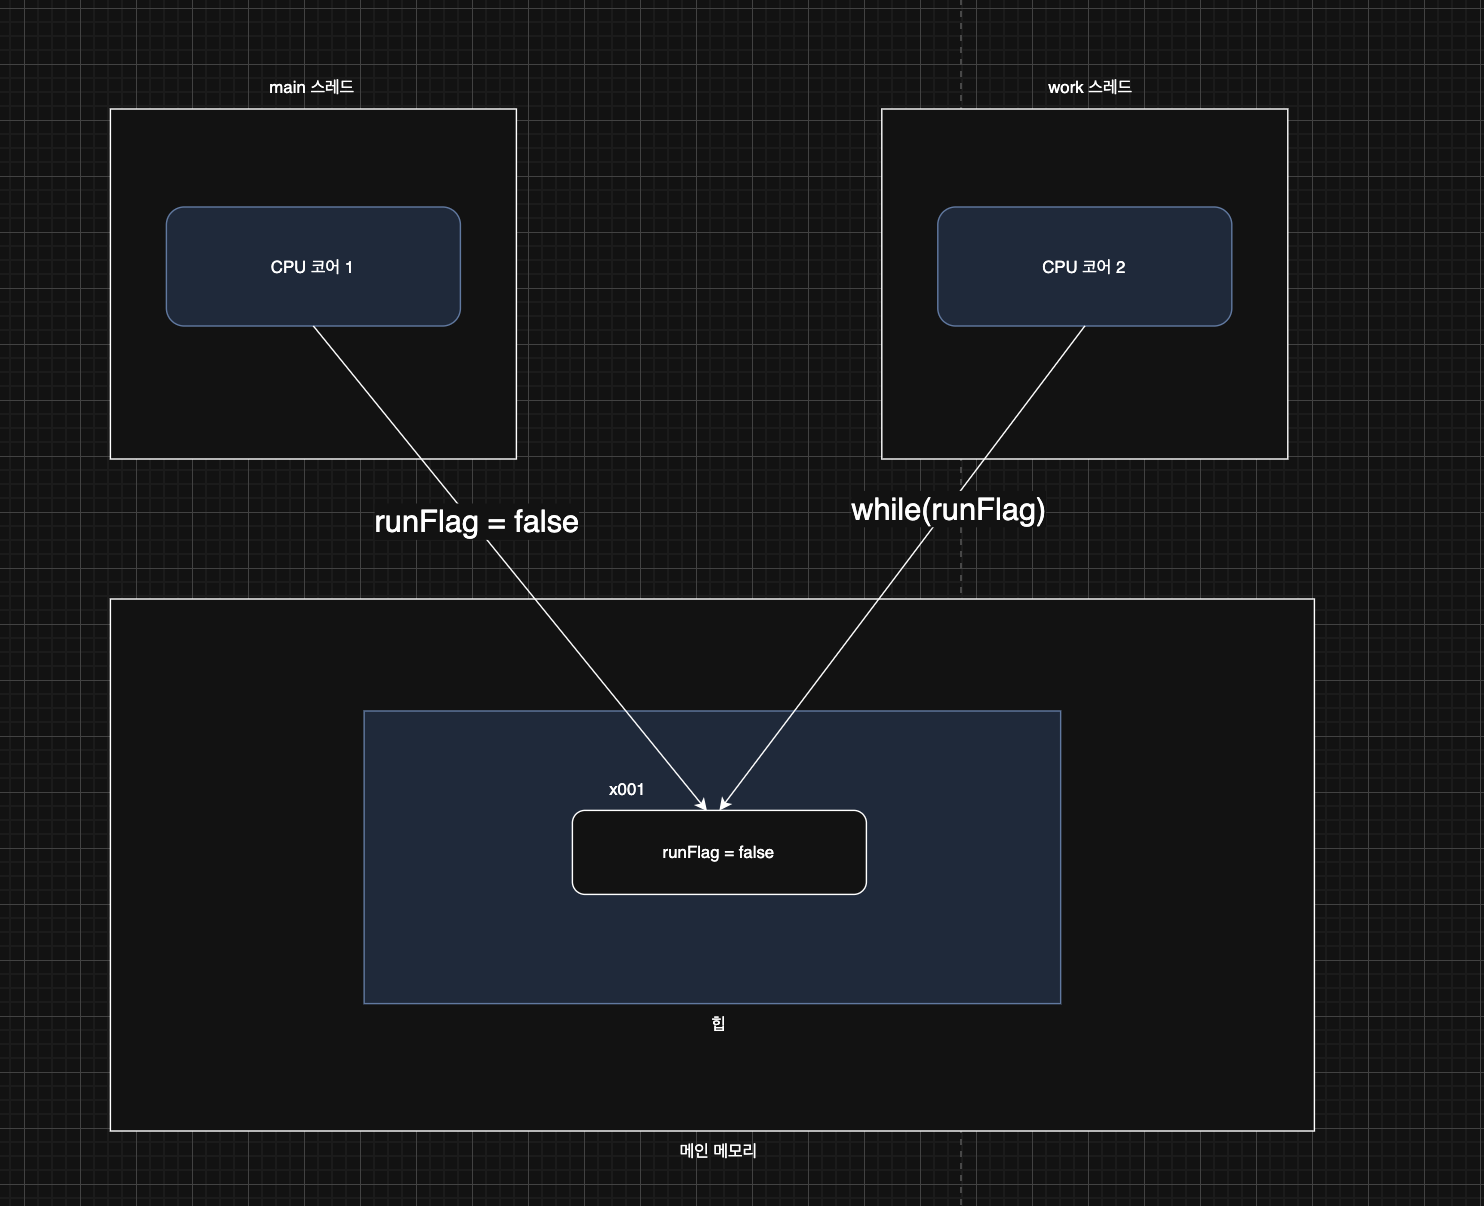 main 스레드
work 스레드
CPU 코어 1
CPU 코어 2
runFlag = false
while(runFlag)
x001
runFlag = false
힙
메인 메모리